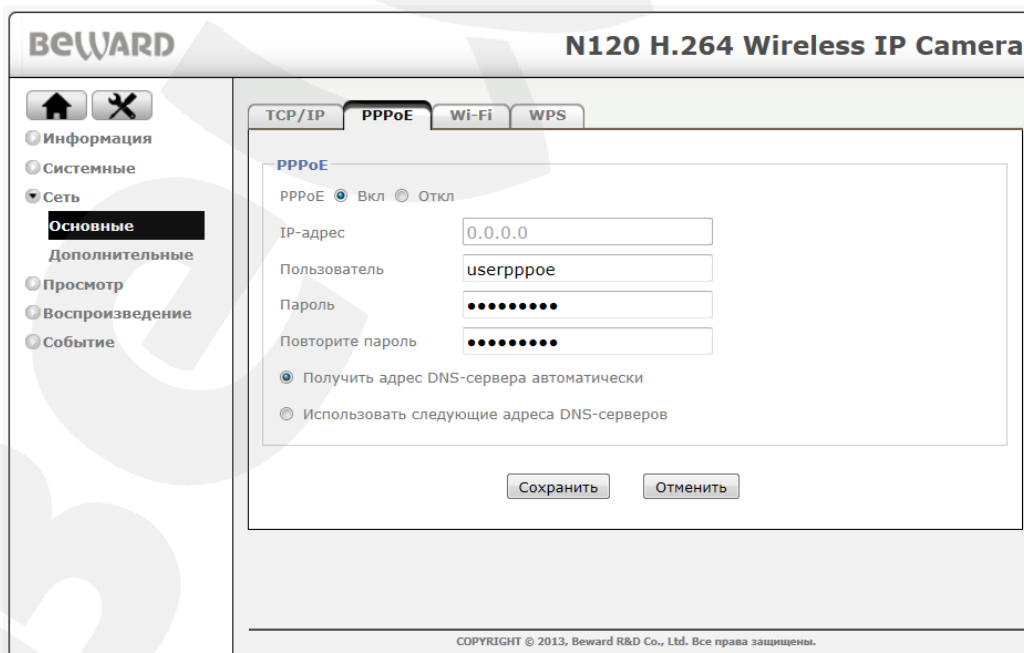 BEWARD
N120 H.264 Wireless IP Camera
Информация
Системные
Сеть
Основные
Дополнительные
Просмотр
Воспроизведение
Событие
TCP/IP PPPoE Wi-Fi WPS
PPPoE
PPPoE Вкл Откл
IP-адрес 0.0.0.0
Пользователь userpppoe
Пароль •••••••••
Повторите пароль •••••••••
Получить адрес DNS-сервера автоматически
Использовать следующие адреса DNS-серверов
Сохранить Отменить
COPYRIGHT © 2013, Beward R&D Co., Ltd. Все права защищены.